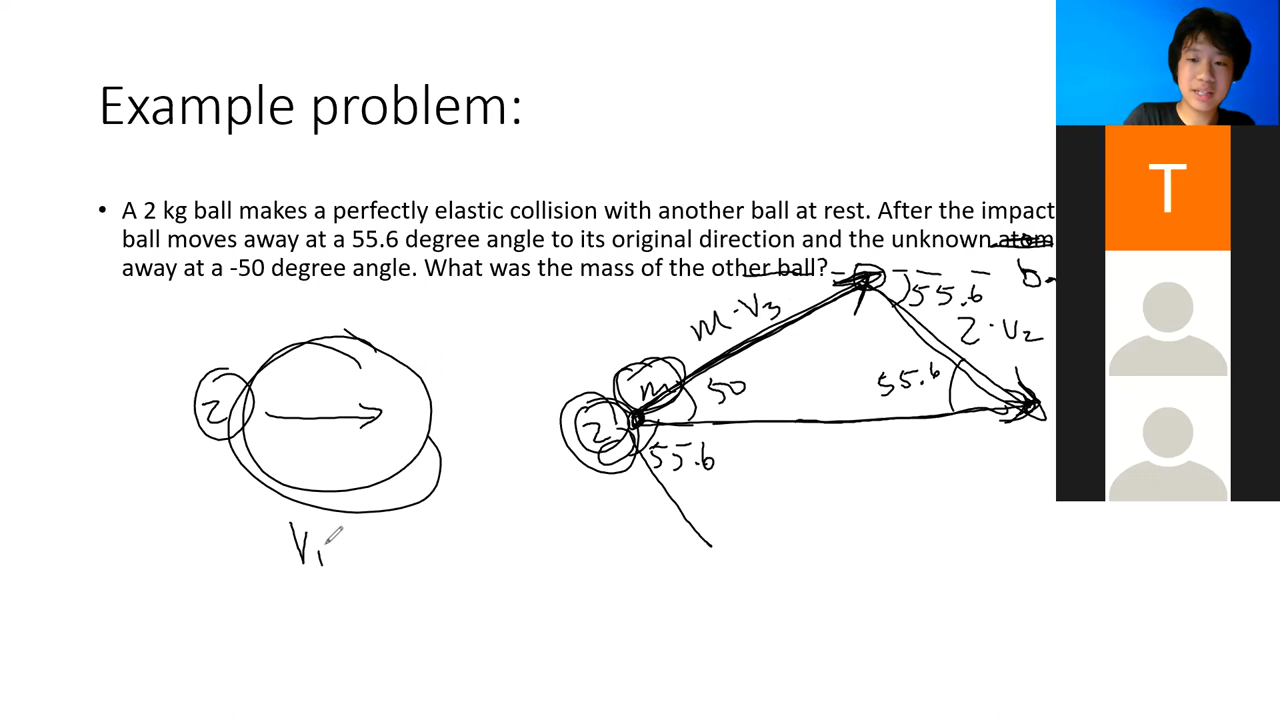 Example problem:
• A 2 kg ball makes a perfectly elastic collision with another ball at rest. After the impact
ball moves away at a 55.6 degree angle to its original direction and the unknown atom
away at a -50 degree angle. What was the mass of the other ball?
T
m·V3
55.6
2·V2
m
50
55.6
2
2
55.6
V1